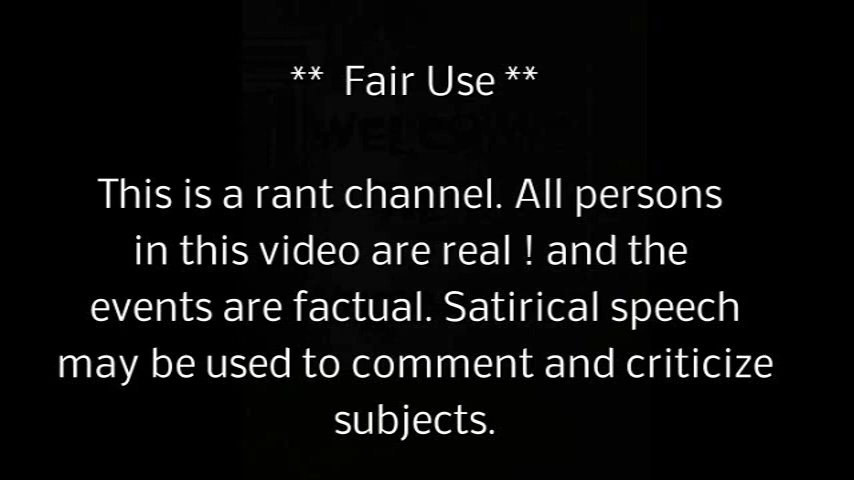 ** Fair Use **
This is a rant channel. All persons
in this video are real ! and the
events are factual. Satirical speech
may be used to comment and criticize
subjects.